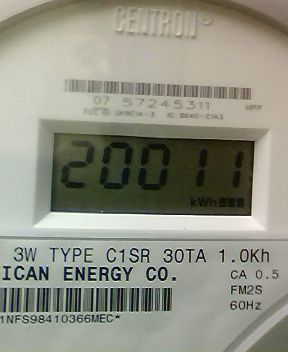 CENTRON®
07 57245311
20011
kWh
3W TYPE C1SR 30TA 1.0Kh
ICAN ENERGY CO.
CA 0.5
FM2S
60Hz
1NFS98410366MEC*